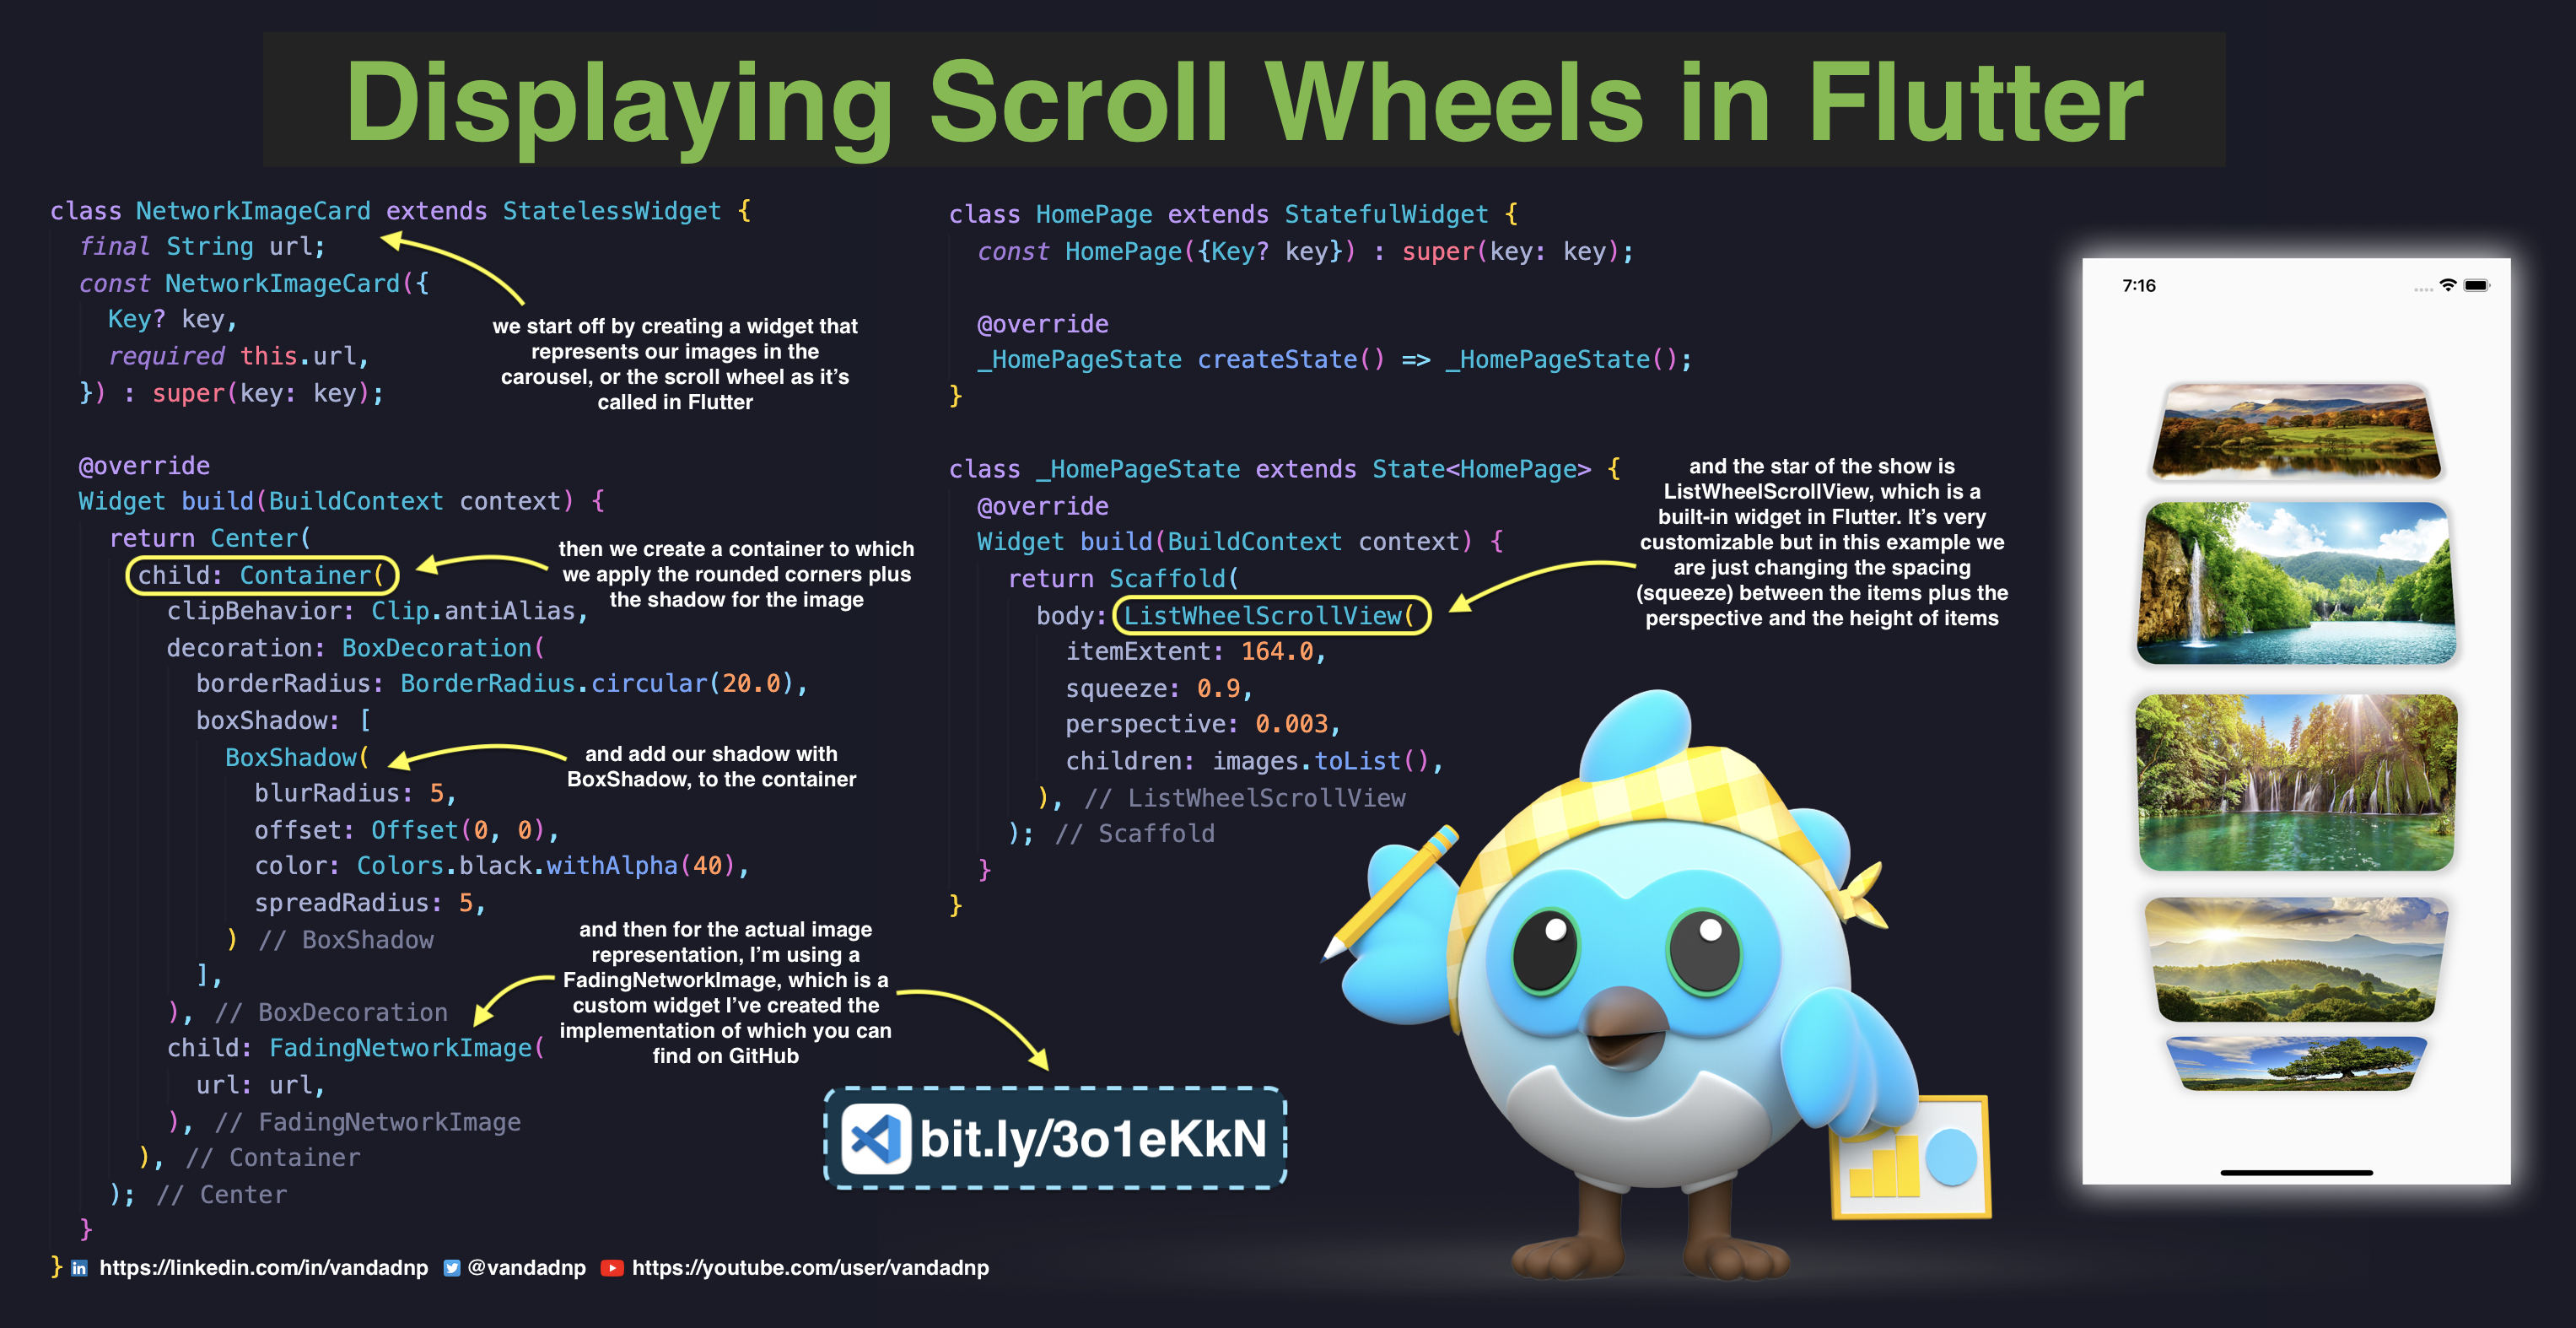 Displaying Scroll Wheels in Flutter
class NetworkImageCard extends StatelessWidget {
final String url;
const NetworkImageCard({
Key? key,
required this.url,
}) : super(key: key);
we start off by creating a widget that
represents our images in the
carousel, or the scroll wheel as it’s
called in Flutter
@override
Widget build(BuildContext context) {
return Center(
child: Container(
then we create a container to which
we apply the rounded corners plus
the shadow for the image
clipBehavior: Clip.antiAlias,
decoration: BoxDecoration(
borderRadius: BorderRadius.circular(20.0),
boxShadow: [
BoxShadow(
and add our shadow with
BoxShadow, to the container
blurRadius: 5,
offset: Offset(0, 0),
color: Colors.black.withAlpha(40),
spreadRadius: 5,
) // BoxShadow
],
), // BoxDecoration
and then for the actual image
representation, I’m using a
FadingNetworkImage, which is a
custom widget I’ve created the
implementation of which you can
find on GitHub
child: FadingNetworkImage(
url: url,
), // FadingNetworkImage
), // Container
); // Center
}
}
bit.ly/3o1eKkN
class HomePage extends StatefulWidget {
const HomePage({Key? key}) : super(key: key);
@override
_HomePageState createState() => _HomePageState();
}
class _HomePageState extends State<HomePage> {
@override
Widget build(BuildContext context) {
return Scaffold(
body: ListWheelScrollView(
itemExtent: 164.0,
squeeze: 0.9,
perspective: 0.003,
children: images.toList(),
), // ListWheelScrollView
); // Scaffold
}
}
and the star of the show is
ListWheelScrollView, which is a
built-in widget in Flutter. It’s very
customizable but in this example we
are just changing the spacing
(squeeze) between the items plus the
perspective and the height of items
7:16
https://linkedin.com/in/vandadnp @vandadnp https://youtube.com/user/vandadnp